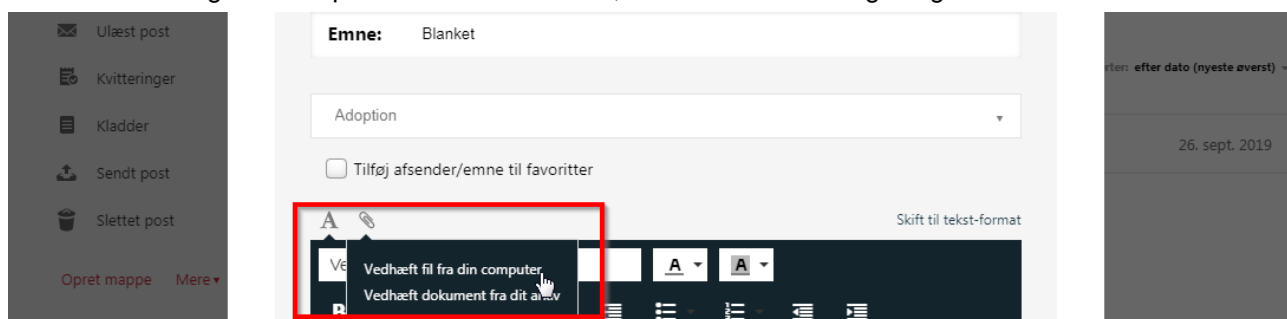 Ulæst post
Kvitteringer
Kladder
Sendt post
Slettet post
Opret mappe Mere
Emne: Blanket
Adoption
Tilføj afsender/emne til favoritter
A
Skift til tekst-format
Vedhæft fil fra din computer
Vedhæft dokument fra dit
A A
B
efter dato (nyeste øverst)
26. sept. 2019